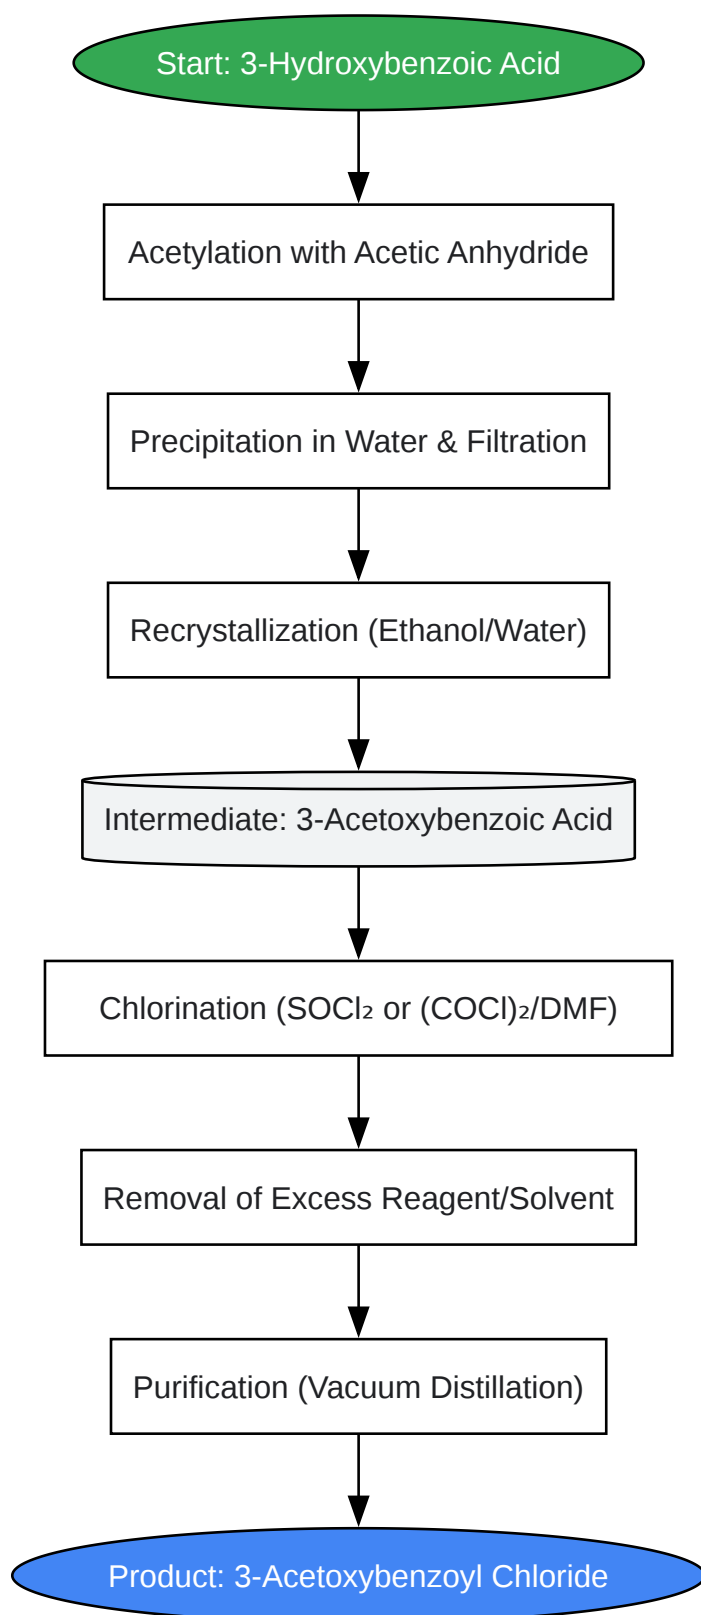 Start: 3-Hydroxybenzoic Acid
Acetylation with Acetic Anhydride
Precipitation in Water & Filtration
Recrystallization (Ethanol/Water)
Intermediate: 3-Acetoxybenzoic Acid
Chlorination (SOCl₂ or (COCl)₂/DMF)
Removal of Excess Reagent/Solvent
Purification (Vacuum Distillation)
Product: 3-Acetoxybenzoyl Chloride